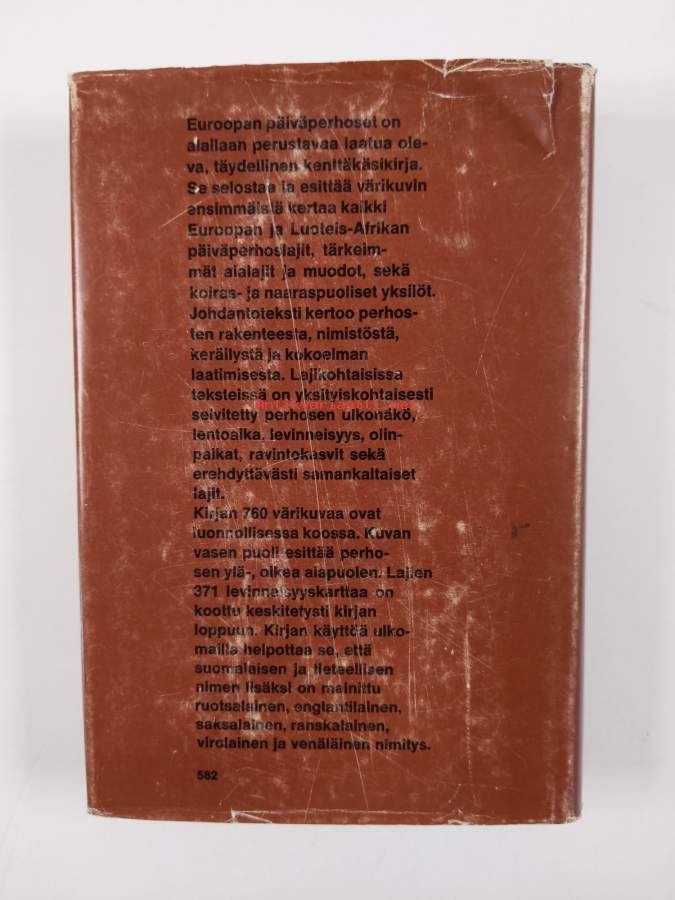 Euroopan päiväperhoset on
alallaan perustavaa laatua ole-
va, täydellinen kenttäkäsikirja.
Se selostaa ja esittää värikuvin
ensimmäistä kertaa kaikki
Euroopan ja Luoteis-Afrikan
päiväperhoslajit, tärkeim-
mät alalajit ja muodot, sekä
koiras- ja naaraspuoliset yksilöt.
Johdantoteksti kertoo perhos-
ten rakenteesta, nimistöstä,
keräilystä ja kokoelman
laatimisesta. Lajikohtaisissa
teksteissä on yksityiskohtaisesti
selvitetty perhosen ulkonäkö,
lentoaika, levinneisyys, olin-
paikat, ravintokasvit sekä
erehdyttävästi samankaltaiset
lajit.
Kirjan 760 värikuvaa ovat
luonnollisessa koossa. Kuvan
vasen puoli esittää perho-
sen ylä-, oikea alapuolen. Lajien
371 levinneisyyskarttaa on
koottu keskitetysti kirjan
loppuun. Kirjan käyttöä ulko-
mailla helpottaa se, että
suomalaisen ja tieteellisen
nimen lisäksi on mainittu
ruotsalainen, englantilainen,
saksalainen, ranskalainen,
virolainen ja venäläinen nimitys.
582